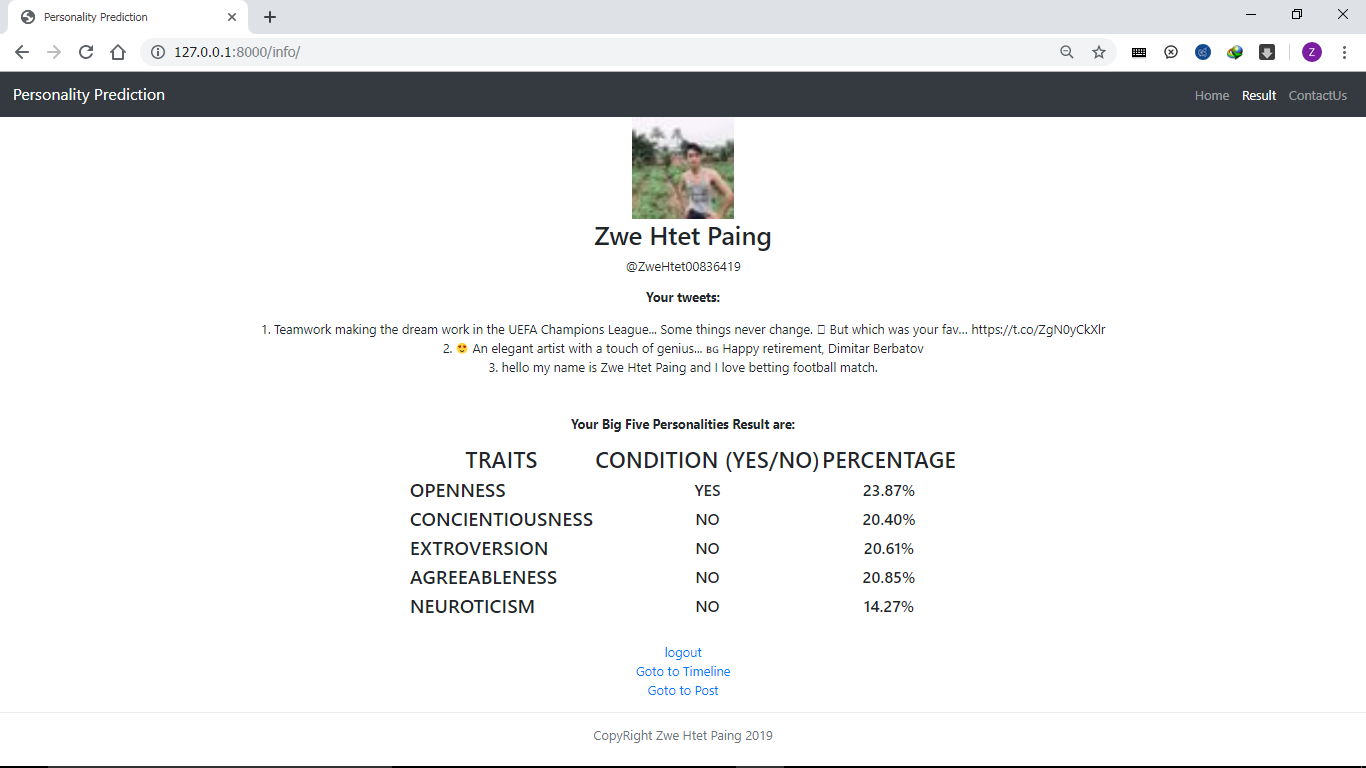 Personality Prediction
127.0.0.1:8000/info/
Z
Personality Prediction
Home Result ContactUs
Zwe Htet Paing
@ZweHtet00836419
Your tweets:
1. Teamwork making the dream work in the UEFA Champions League... Some things never change. But which was your fav… https://t.co/ZgN0yCkXlr
2. 😍 An elegant artist with a touch of genius... 🇧🇬 Happy retirement, Dimitar Berbatov
3. hello my name is Zwe Htet Paing and I love betting football match.
Your Big Five Personalities Result are:
TRAITS CONDITION (YES/NO) PERCENTAGE
OPENNESS YES 23.87%
CONCIENTIOUSNESS NO 20.40%
EXTROVERSION NO 20.61%
AGREEABLENESS NO 20.85%
NEUROTICISM NO 14.27%
logout
Goto to Timeline
Goto to Post
CopyRight Zwe Htet Paing 2019